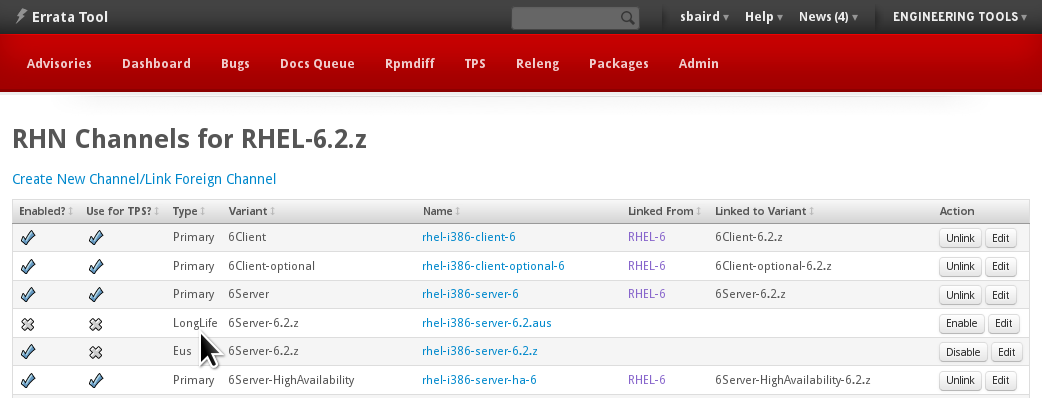 Errata Tool sbaird ▾ Help ▾ News (4) ▾ ENGINEERING TOOLS ▾
Advisories Dashboard Bugs Docs Queue Rpmdiff TPS Releng Packages Admin
RHN Channels for RHEL-6.2.z
Create New Channel/Link Foreign Channel
Enabled? Use for TPS? Type Variant Name Linked From Linked to Variant Action
Primary 6Client rhel-i386-client-6 RHEL-6 6Client-6.2.z Unlink Edit
Primary 6Client-optional rhel-i386-client-optional-6 RHEL-6 6Client-optional-6.2.z Unlink Edit
Primary 6Server rhel-i386-server-6 RHEL-6 6Server-6.2.z Unlink Edit
LongLife 6Server-6.2.z rhel-i386-server-6.2.aus Enable Edit
Eus 6Server-6.2.z rhel-i386-server-6.2.z Disable Edit
Primary 6Server-HighAvailability rhel-i386-server-ha-6 RHEL-6 6Server-HighAvailability-6.2.z Unlink Edit